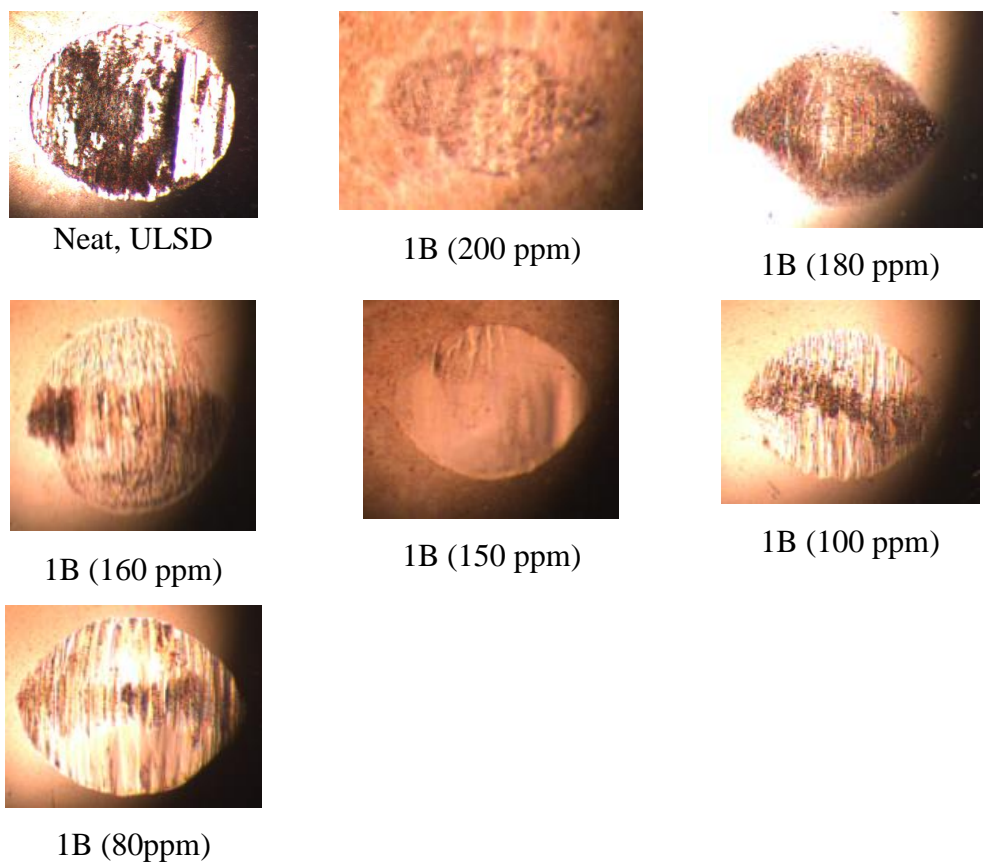 Neat, ULSD
1B (200 ppm)
1B (180 ppm)
1B (160 ppm)
1B (150 ppm)
1B (100 ppm)
1B (80ppm)